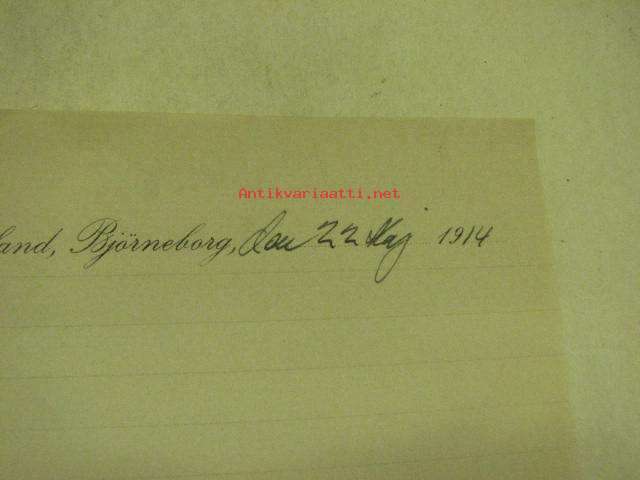 Antikvariaatti.net
land, Björneborg, den 22 Maj 1914